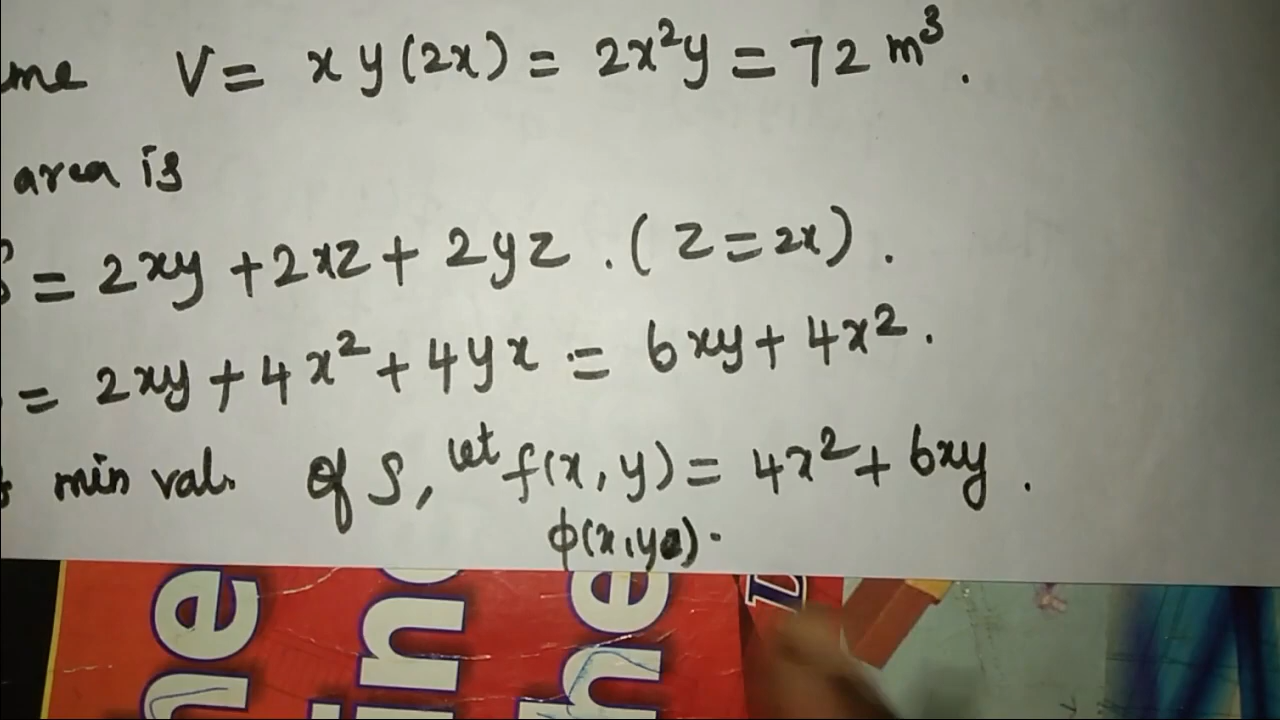 me V = xy(2x) = 2x²y = 72 m³.
area is
S = 2xy + 2xz + 2yz. (z = 2x).
= 2xy + 4x² + 4yx = 6xy + 4x².
min val. of S, let f(x, y) = 4x² + 6xy.
ϕ(x,y).